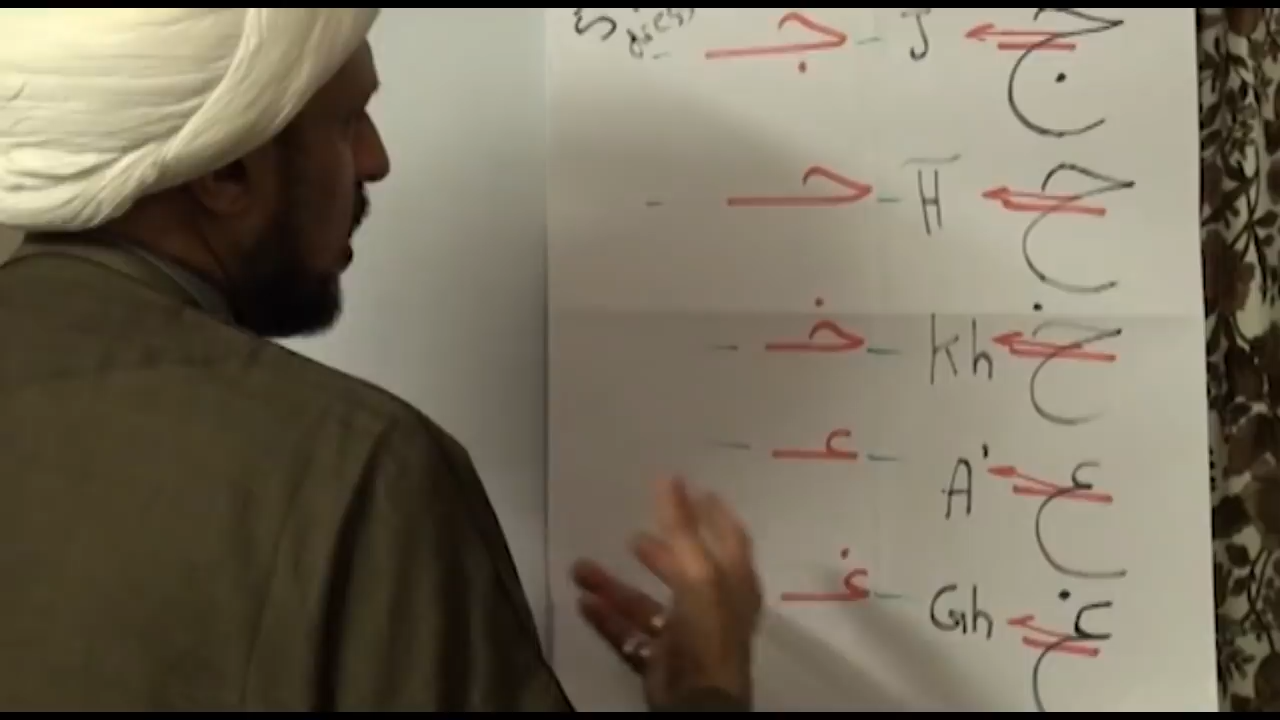 ج J جـ
ح H حـ
خ kh خـ
ع A' عـ
غ Gh غـ